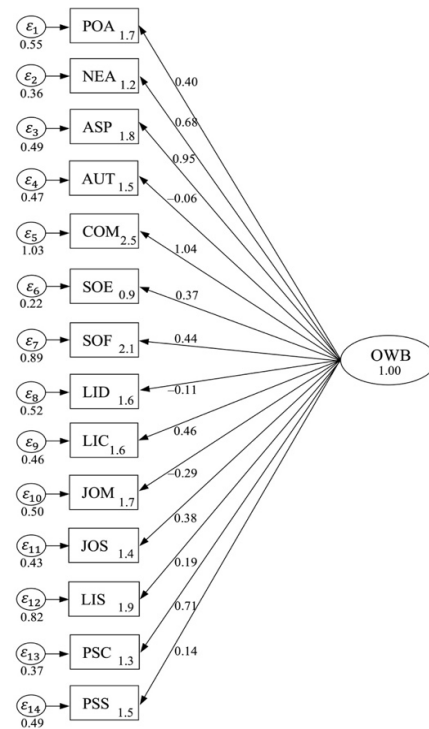 ε1 POA 1.7
0.55
0.40
ε2 NEA 1.2
0.36
0.68
ε3 ASP 1.8
0.49
0.95
ε4 AUT 1.5
0.47
−0.06
ε5 COM 2.5
1.03
1.04
ε6 SOE 0.9
0.22
0.37
ε7 SOF 2.1
0.89
0.44
OWB
1.00
ε8 LID 1.6
0.52
−0.11
ε9 LIC 1.6
0.46
0.46
ε10 JOM 1.7
0.50
−0.29
ε11 JOS 1.4
0.43
0.38
ε12 LIS 1.9
0.82
0.19
ε13 PSC 1.3
0.37
0.71
ε14 PSS 1.5
0.49
0.14